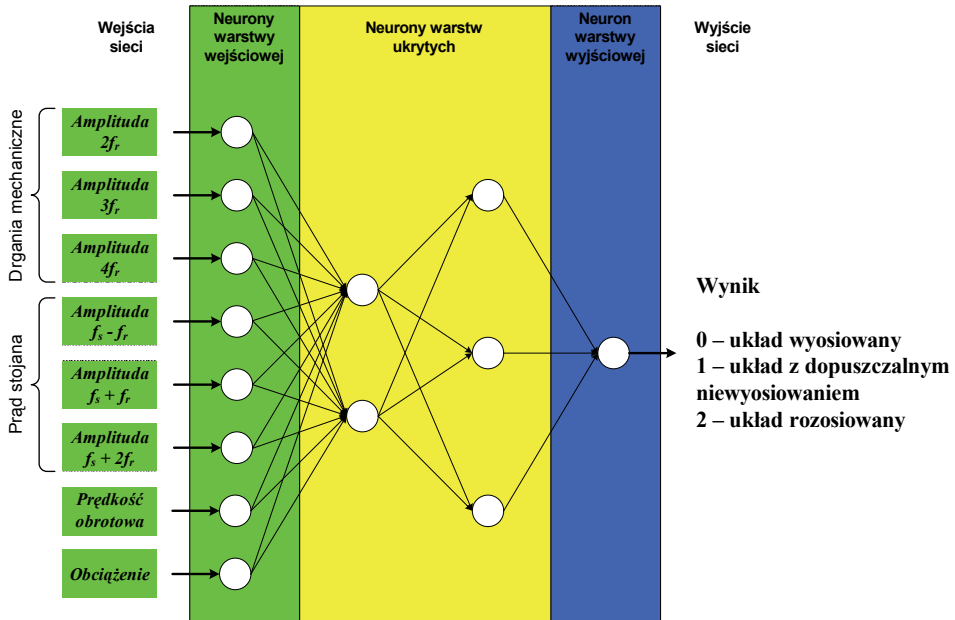 Wejścia
sieci
Neurony
warstwy
wejściowej
Neurony warstw
ukrytych
Neuron
warstwy
wyjściowej
Wyjście
sieci
Drgania mechaniczne
Amplituda
2fr
Amplituda
3fr
Amplituda
4fr
Prąd stojana
Amplituda
fs - fr
Amplituda
fs + fr
Amplituda
fs + 2fr
Prędkość
obrotowa
Obciążenie
Wynik
0 – układ wyosiowany
1 – układ z dopuszczalnym
niewyosiowaniem
2 – układ rozosiowany